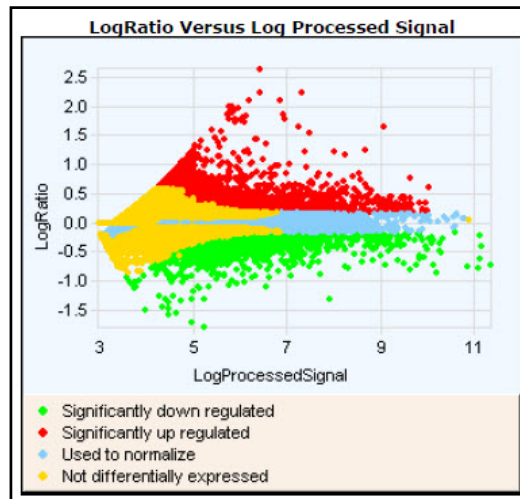 LogRatio Versus Log Processed Signal
2.5
2.0
1.5
1.0
0.5
0.0
-0.5
-1.0
-1.5
LogRatio
3 5 7 9 11
LogProcessedSignal
Significantly down regulated
Significantly up regulated
Used to normalize
Not differentially expressed